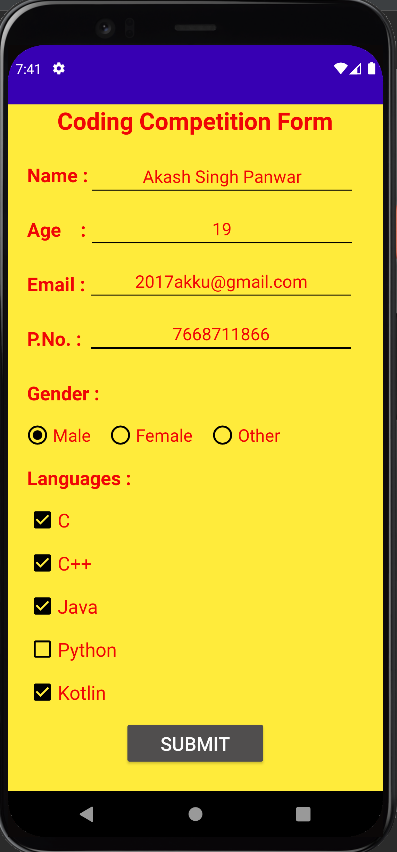 7:41
Coding Competition Form
Name : Akash Singh Panwar
Age : 19
Email : 2017akku@gmail.com
P.No. : 7668711866
Gender :
Male Female Other
Languages :
C
C++
Java
Python
Kotlin
SUBMIT